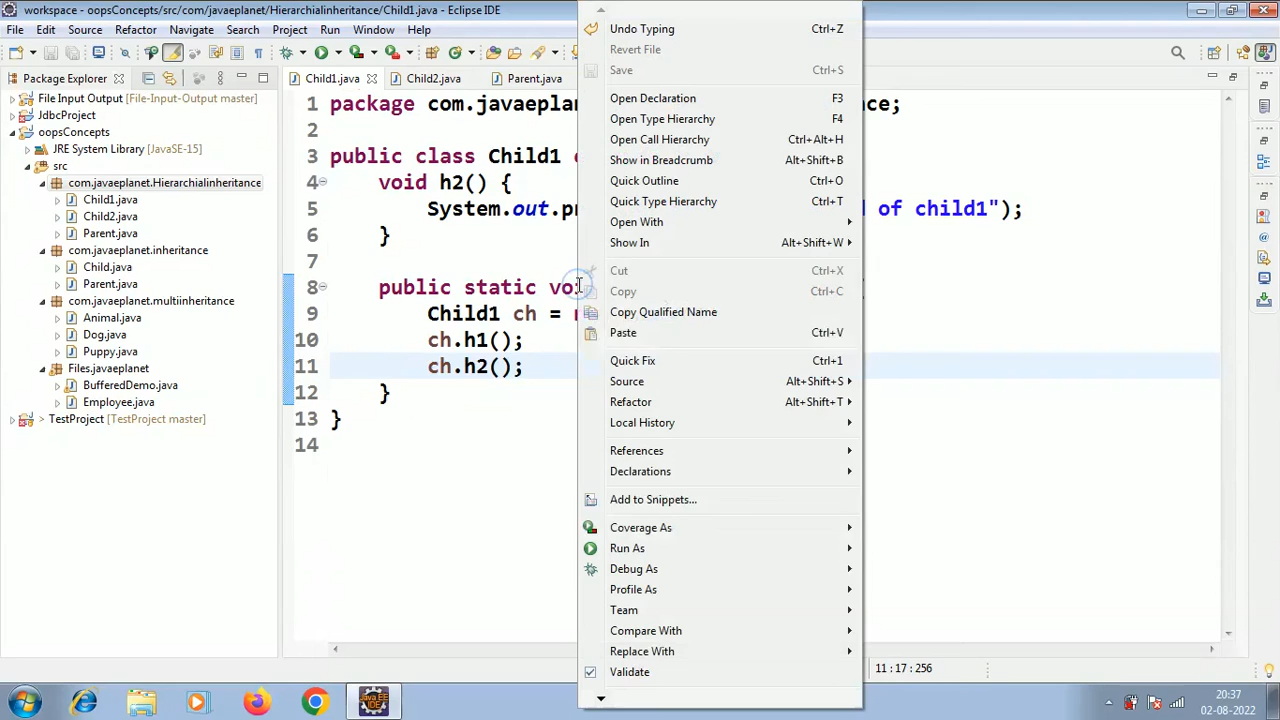 workspace - oopsConcepts/src/com/javaeplanet/Hierarchialinheritance/Child1.java - Eclipse IDE
File Edit Source Refactor Navigate Search Project Run Window Help
Package Explorer
Child1.java
Child2.java
Parent.java
File Input Output [File-Input-Output master]
JdbcProject
oopsConcepts
JRE System Library [JavaSE-15]
src
com.javaeplanet.Hierarchialinheritance
Child1.java
Child2.java
Parent.java
com.javaeplanet.inheritance
Child.java
Parent.java
com.javaeplanet.multiinheritance
Animal.java
Dog.java
Puppy.java
Files.javaeplanet
BufferedDemo.java
Employee.java
> TestProject [TestProject master]
1 package com.javaeplan ce;
2
3 public class Child1
4 void h2() {
5 System.out.p of child1");
6 }
7
8 public static voi
9 Child1 ch =
10 ch.h1();
11 ch.h2();
12 }
13 }
14
Undo Typing Ctrl+Z
Revert File
Save Ctrl+S
Open Declaration F3
Open Type Hierarchy F4
Open Call Hierarchy Ctrl+Alt+H
Show in Breadcrumb Alt+Shift+B
Quick Outline Ctrl+O
Quick Type Hierarchy Ctrl+T
Open With
Show In Alt+Shift+W
Cut Ctrl+X
Copy Ctrl+C
Copy Qualified Name
Paste Ctrl+V
Quick Fix Ctrl+1
Source Alt+Shift+S
Refactor Alt+Shift+T
Local History
References
Declarations
Add to Snippets...
Coverage As
Run As
Debug As
Profile As
Team
Compare With
Replace With
Validate
11 : 17 : 256
Java EE
IDE
20:37
02-08-2022